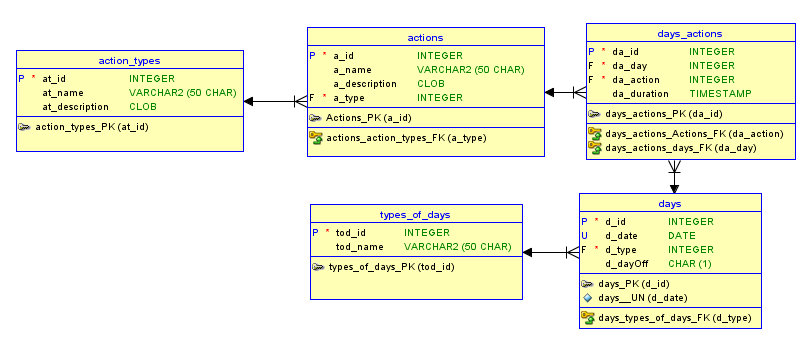 action_types
P * at_id INTEGER
at_name VARCHAR2 (50 CHAR)
at_description CLOB
action_types_PK (at_id)
actions
P * a_id INTEGER
a_name VARCHAR2 (50 CHAR)
a_description CLOB
F * a_type INTEGER
Actions_PK (a_id)
actions_action_types_FK (a_type)
days_actions
P * da_id INTEGER
F * da_day INTEGER
F * da_action INTEGER
da_duration TIMESTAMP
days_actions_PK (da_id)
days_actions_Actions_FK (da_action)
days_actions_days_FK (da_day)
types_of_days
P * tod_id INTEGER
tod_name VARCHAR2 (50 CHAR)
types_of_days_PK (tod_id)
days
P * d_id INTEGER
U d_date DATE
F * d_type INTEGER
d_dayOff CHAR (1)
days_PK (d_id)
days__UN (d_date)
days_types_of_days_FK (d_type)